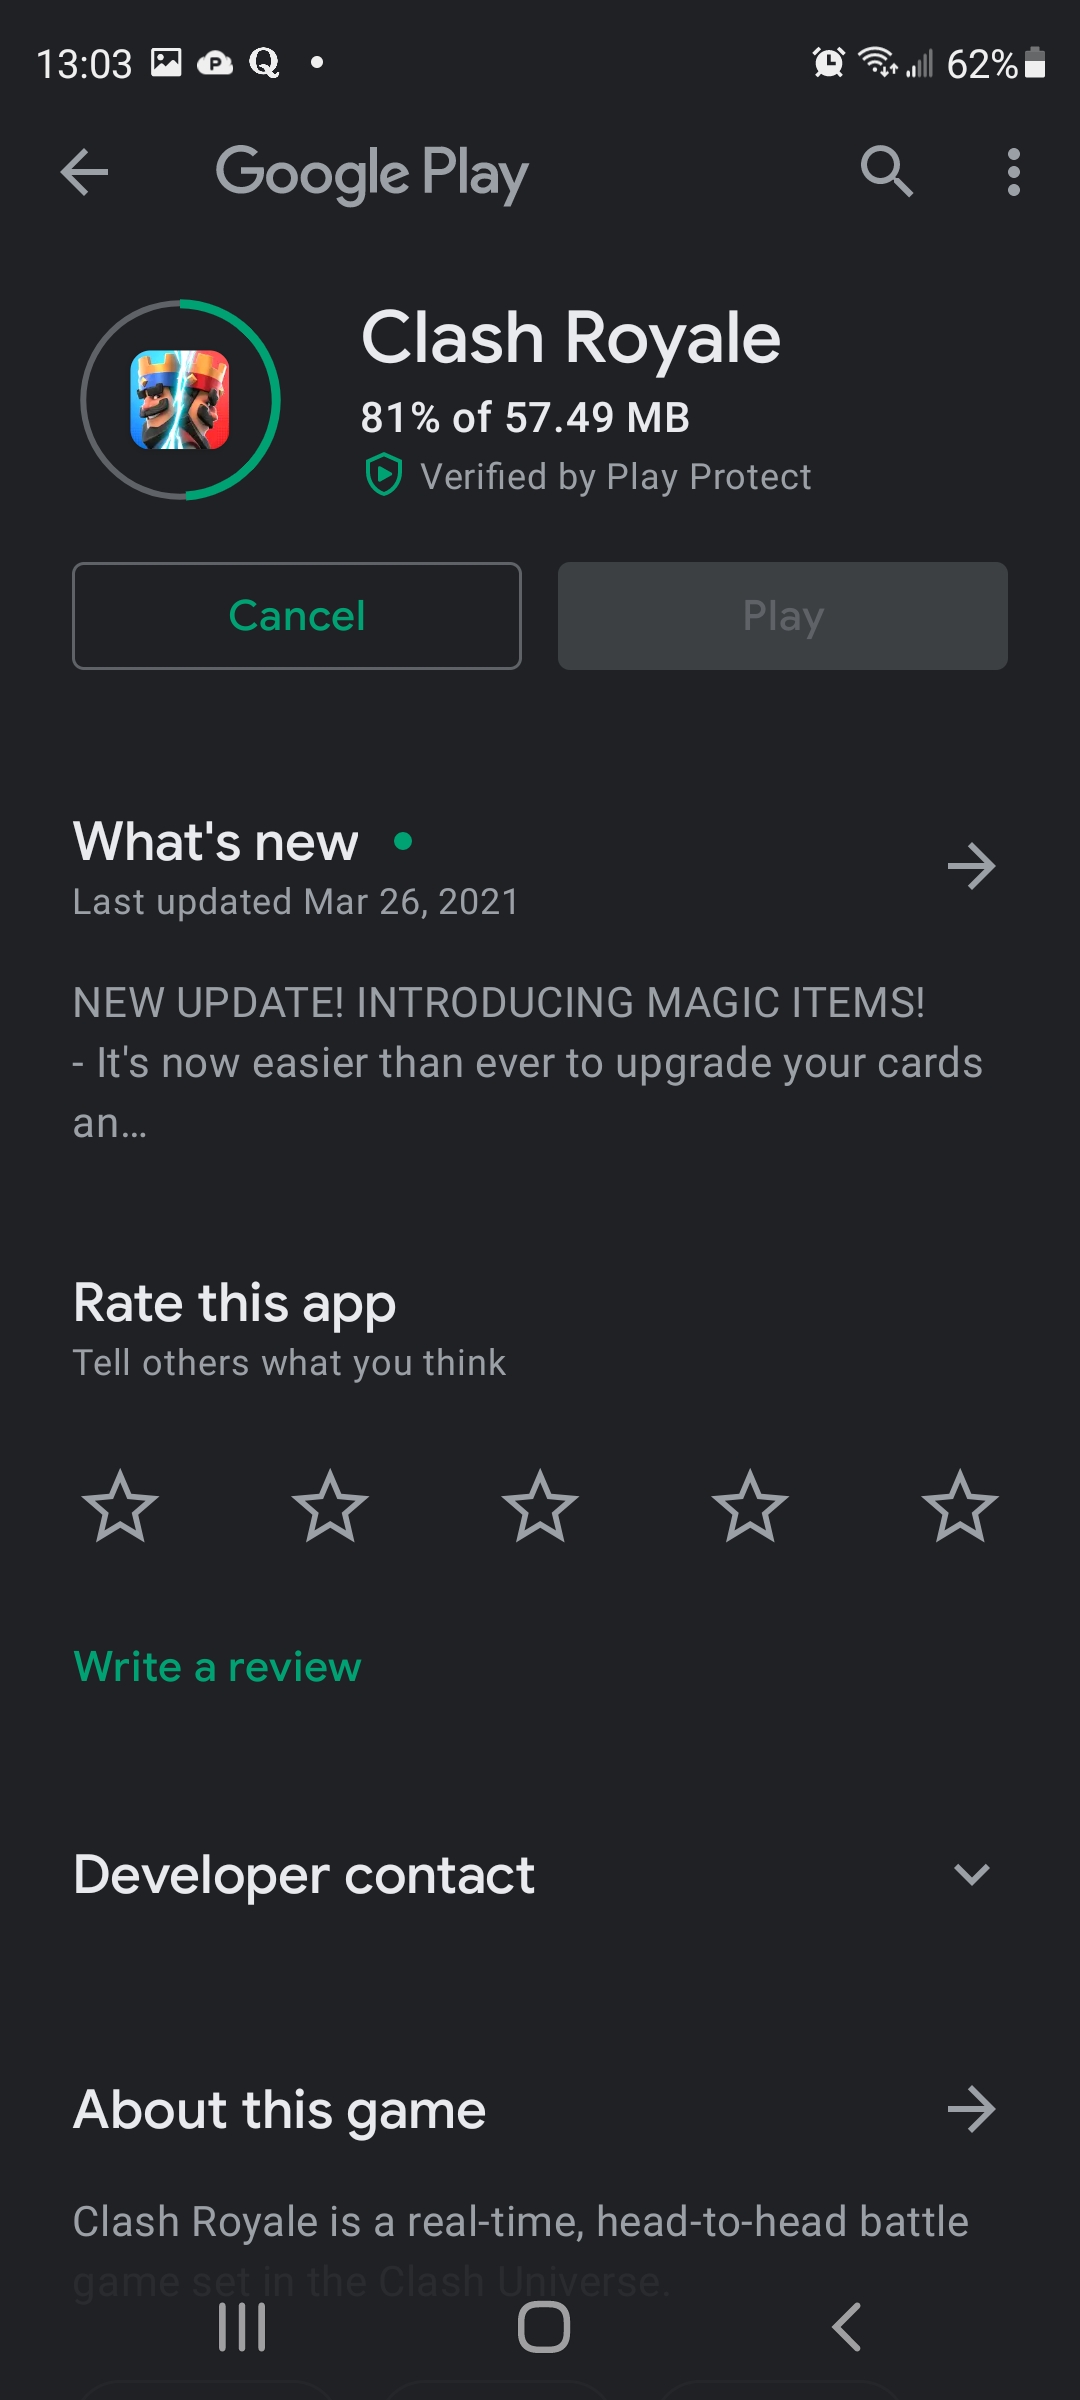 13:03
62%
Google Play
Clash Royale
81% of 57.49 MB
Verified by Play Protect
Cancel
Play
What's new
Last updated Mar 26, 2021
NEW UPDATE! INTRODUCING MAGIC ITEMS!
- It's now easier than ever to upgrade your cards
an…
Rate this app
Tell others what you think
Write a review
Developer contact
About this game
Clash Royale is a real-time, head-to-head battle
game set in the Clash Universe.